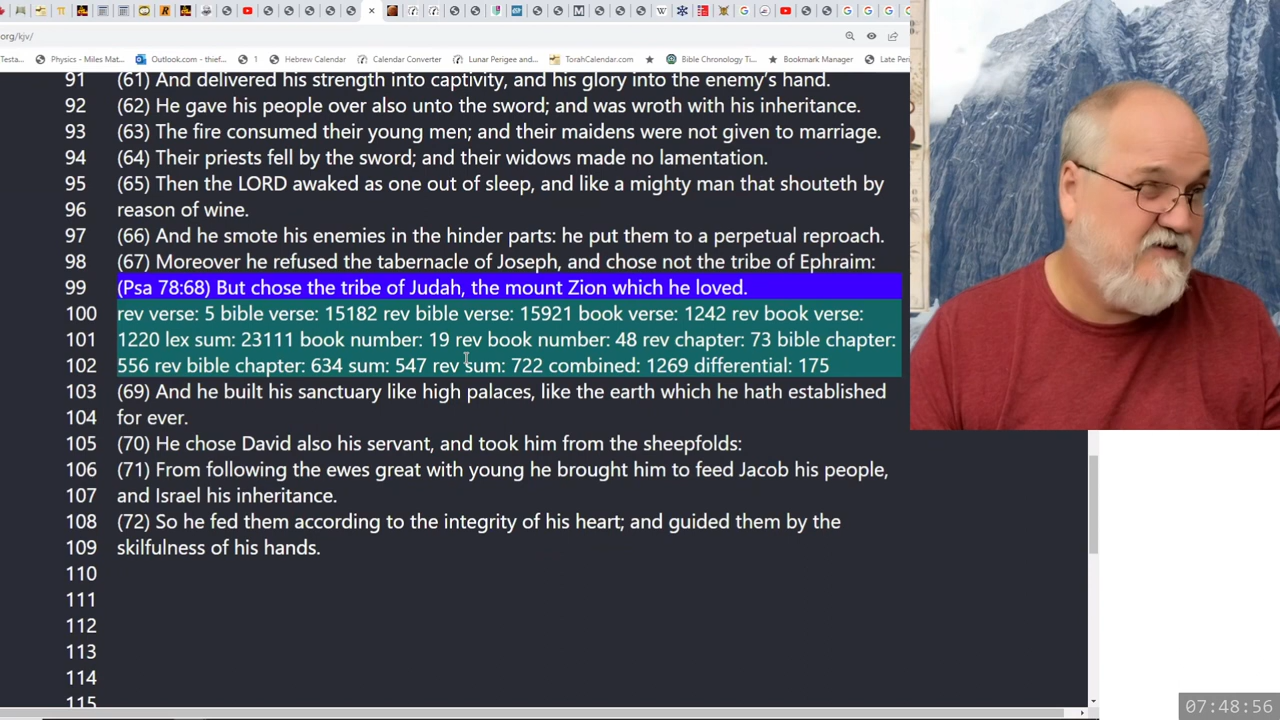 org/kjv/
Testa... Physics - Miles Mat... Outlook.com - thief... 1 Hebrew Calendar Calendar Converter Lunar Perigee and... TorahCalendar.com Bible Chronology Ti... Bookmark Manager Late Peri
91 (61) And delivered his strength into captivity, and his glory into the enemy's hand.
92 (62) He gave his people over also unto the sword; and was wroth with his inheritance.
93 (63) The fire consumed their young men; and their maidens were not given to marriage.
94 (64) Their priests fell by the sword; and their widows made no lamentation.
95 (65) Then the LORD awaked as one out of sleep, and like a mighty man that shouteth by
96 reason of wine.
97 (66) And he smote his enemies in the hinder parts: he put them to a perpetual reproach.
98 (67) Moreover he refused the tabernacle of Joseph, and chose not the tribe of Ephraim:
99 (Psa 78:68) But chose the tribe of Judah, the mount Zion which he loved.
100 rev verse: 5 bible verse: 15182 rev bible verse: 15921 book verse: 1242 rev book verse:
101 1220 lex sum: 23111 book number: 19 rev book number: 48 rev chapter: 73 bible chapter:
102 556 rev bible chapter: 634 sum: 547 rev sum: 722 combined: 1269 differential: 175
103 (69) And he built his sanctuary like high palaces, like the earth which he hath established
104 for ever.
105 (70) He chose David also his servant, and took him from the sheepfolds:
106 (71) From following the ewes great with young he brought him to feed Jacob his people,
107 and Israel his inheritance.
108 (72) So he fed them according to the integrity of his heart; and guided them by the
109 skilfulness of his hands.
110
111
112
113
114
115
07:48:56